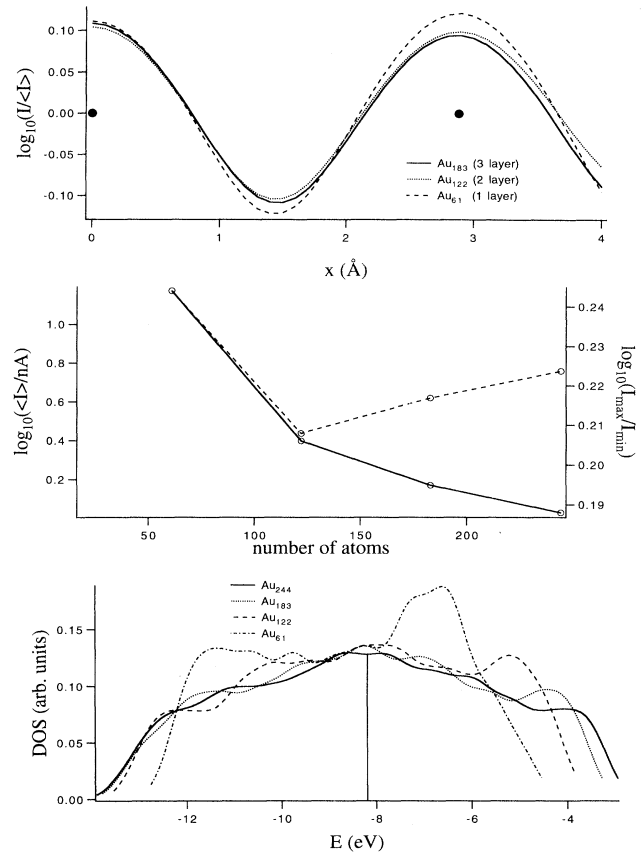 0.10
0.05
0.00
-0.05
-0.10
log10(I/<I>)
Au183 (3 layer)
Au122 (2 layer)
Au61 (1 layer)
0 1 2 3 4
x (Å)
1.0
0.8
0.6
0.4
0.2
log10(<I>/nA)
0.24
0.23
0.22
0.21
0.20
0.19
log10(Imax/Imin)
50 100 150 200
number of atoms
Au244
Au183
Au122
Au61
0.15
0.10
0.05
0.00
DOS (arb. units)
-12 -10 -8 -6 -4
E (eV)